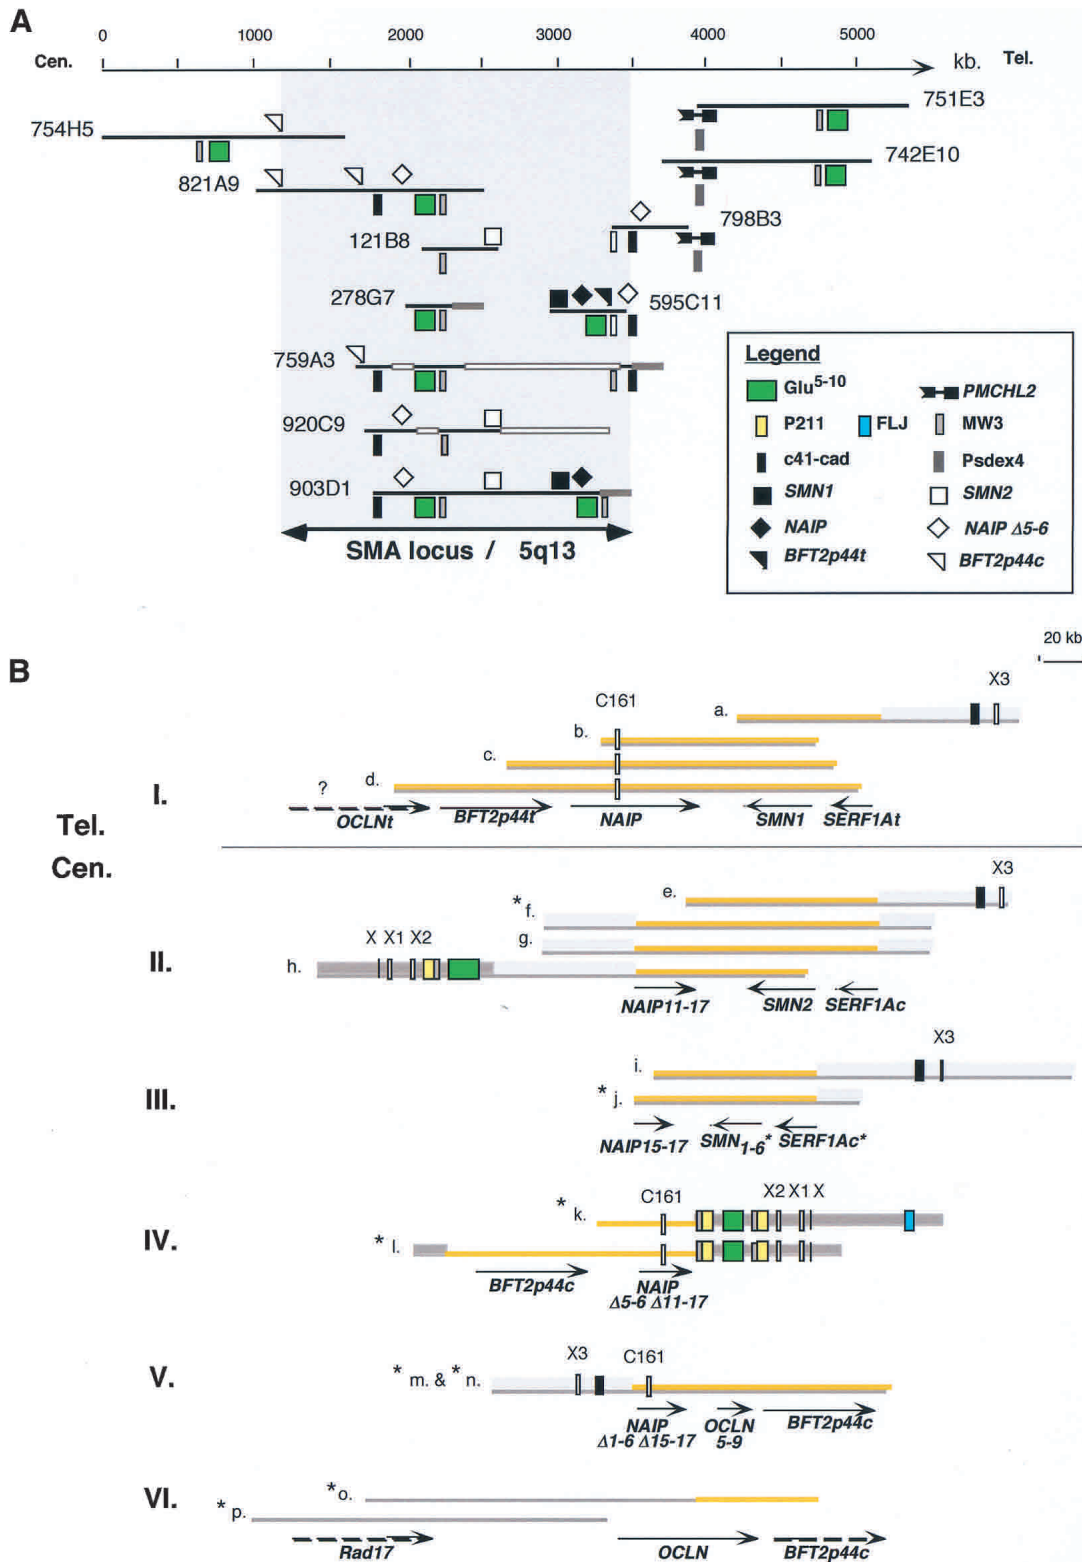 A
0 1000 2000 3000 4000 5000
Cen. kb. Tel.
754H5
751E3
821A9
742E10
121B8
798B3
278G7
595C11
759A3
920C9
903D1
SMA locus / 5q13
Legend
Glu5-10
PMCHL2
P211
FLJ
MW3
c41-cad
Psdex4
SMN1
SMN2
NAIP
NAIP Δ5-6
BFT2p44t
BFT2p44c
B
20 kb
X3
C161
a.
b.
c.
d.
I.
?
OCLNt
BFT2p44t
NAIP
SMN1
SERF1At
Tel.
Cen.
X3
e.
* f.
g.
X X1 X2
h.
II.
NAIP11-17
SMN2
SERF1Ac
X3
i.
* j.
III.
NAIP15-17
SMN1-6*
SERF1Ac*
C161
X2 X1 X
* k.
* l.
IV.
BFT2p44c
NAIP
Δ5-6 Δ11-17
X3
C161
* m. & * n.
V.
NAIP
Δ1-6 Δ15-17
OCLN
5-9
BFT2p44c
* o.
* p.
VI.
Rad17
OCLN
BFT2p44c